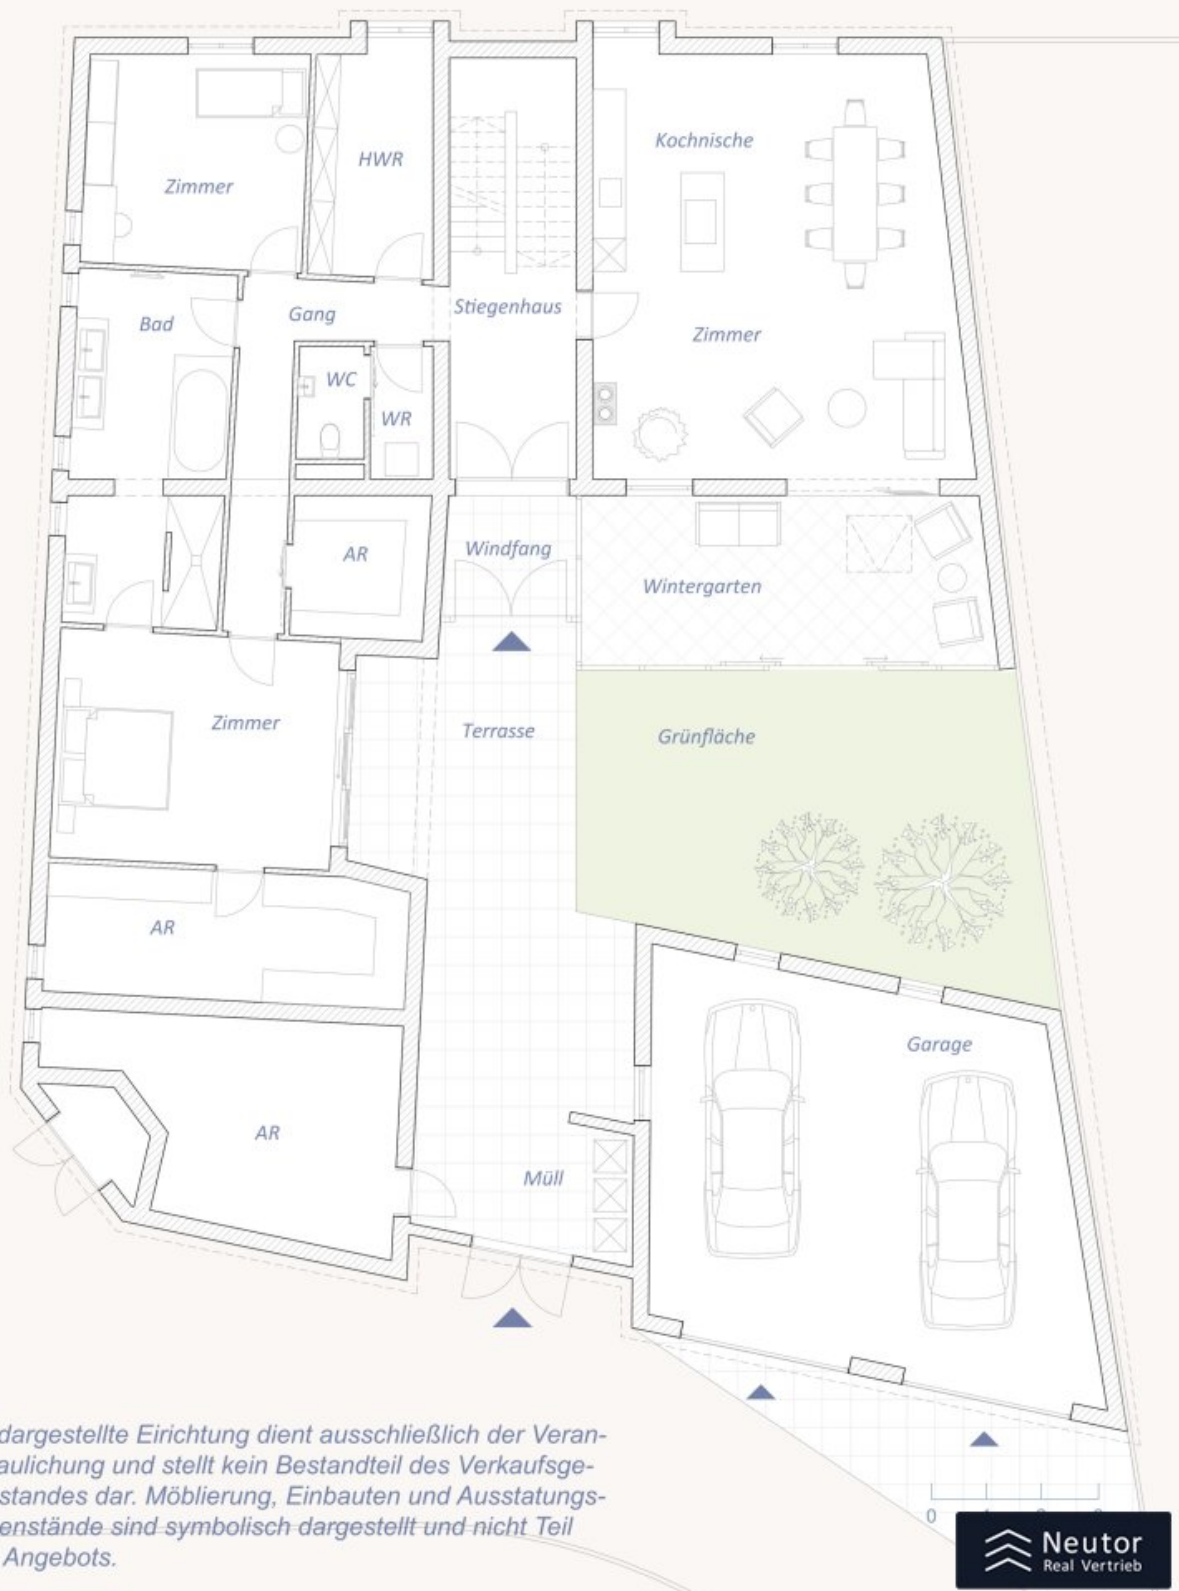 Kochnische
HWR
Zimmer
Stiegenhaus
Gang
Bad
Zimmer
WC
WR
Windfang
AR
Wintergarten
Zimmer
Terrasse
Grünfläche
AR
Garage
AR
Müll
dargestellte Eirichtung dient ausschließlich der Veran-
aulichung und stellt kein Bestandteil des Verkaufsge-
standes dar. Möblierung, Einbauten und Ausstatungs-
enstände sind symbolisch dargestellt und nicht Teil
Angebots.
0
Neutor
Real Vertrieb